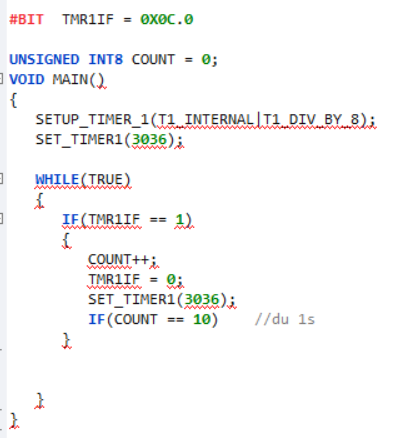 #BIT  TMR1IF = 0X0C.0
UNSIGNED INT8 COUNT = 0;
VOID MAIN()
{
   SETUP_TIMER_1(T1_INTERNAL|T1_DIV_BY_8);
   SET_TIMER1(3036);
   WHILE(TRUE)
   {
      IF(TMR1IF == 1)
      {
         COUNT++;
         TMR1IF = 0;
         SET_TIMER1(3036);
         IF(COUNT == 10)    //du 1s
      }
   }
}